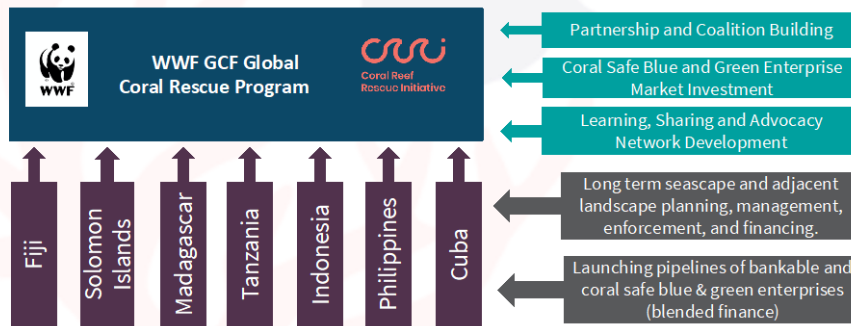 WWF
WWF GCF Global
Coral Rescue Program
Coral Reef
Rescue Initiative
Partnership and Coalition Building
Coral Safe Blue and Green Enterprise
Market Investment
Learning, Sharing and Advocacy
Network Development
Fiji
Solomon
Islands
Madagascar
Tanzania
Indonesia
Philippines
Cuba
Long term seascape and adjacent
landscape planning, management,
enforcement, and financing.
Launching pipelines of bankable and
coral safe blue & green enterprises
(blended finance)